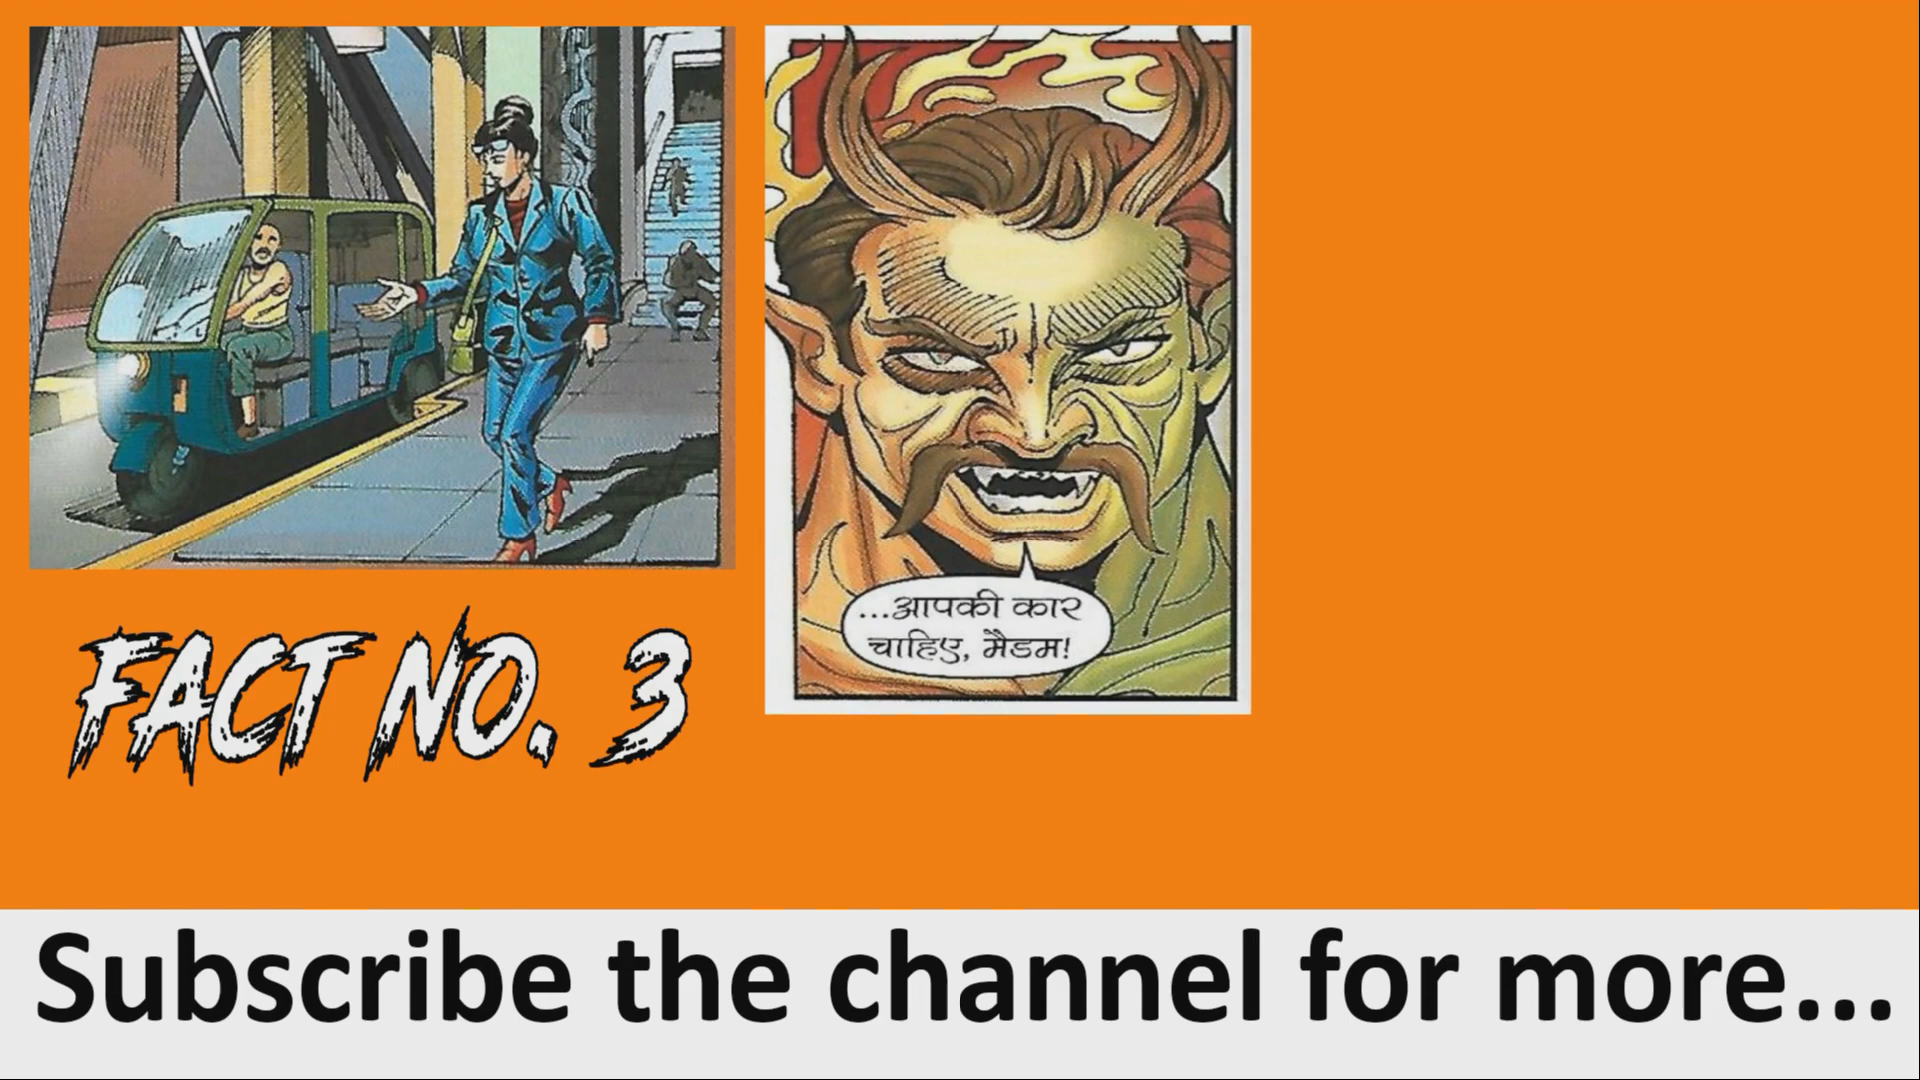 ...आपकी कार
चाहिए, मैडम!
FACT NO. 3
Subscribe the channel for more...